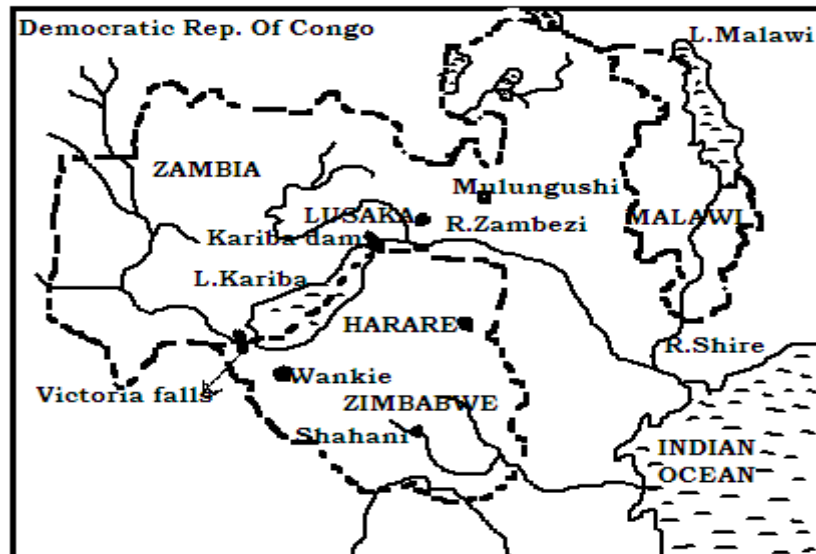 Democratic Rep. Of Congo
L.Malawi
ZAMBIA
Mulungushi
LUSAKA
MALAWI
R.Zambezi
Kariba dam
L.Kariba
HARARE
R.Shire
Wankie
Victoria falls
ZIMBABWE
Shahani
INDIAN
OCEAN